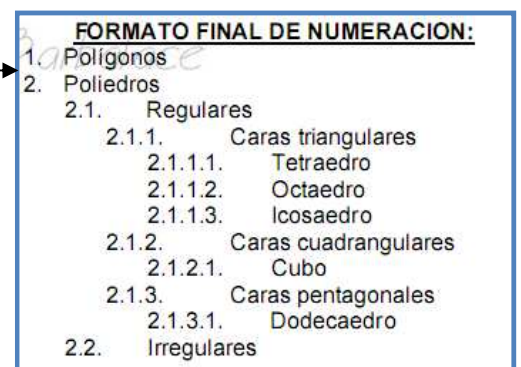 FORMATO FINAL DE NUMERACION:
1. Polígonos
2. Poliedros
2.1. Regulares
2.1.1. Caras triangulares
2.1.1.1. Tetraedro
2.1.1.2. Octaedro
2.1.1.3. Icosaedro
2.1.2. Caras cuadrangulares
2.1.2.1. Cubo
2.1.3. Caras pentagonales
2.1.3.1. Dodecaedro
2.2. Irregulares